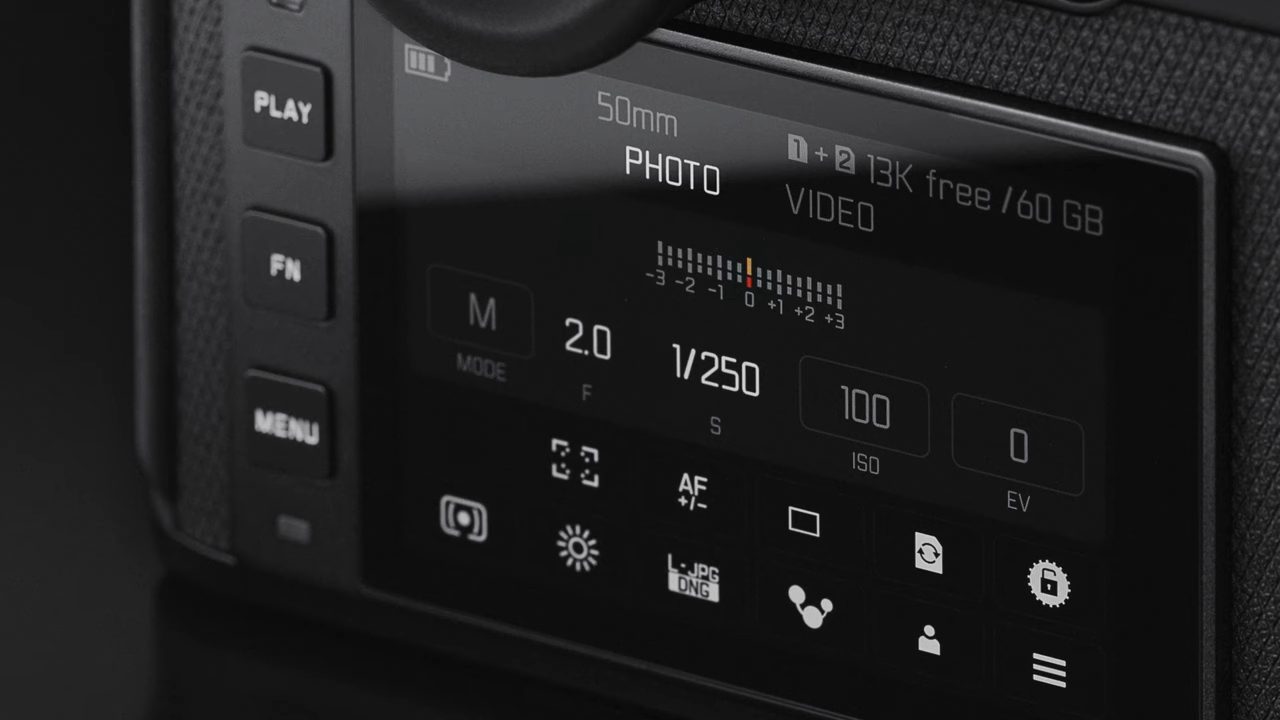 PLAY
FN
MENU
50mm
1 + 2 13K free /60 GB
PHOTO VIDEO
-3 -2 -1 0 +1 +2 +3
M 2.0 1/250 100 0
MODE F S ISO EV
AF
+/-
L-JPG
DNG